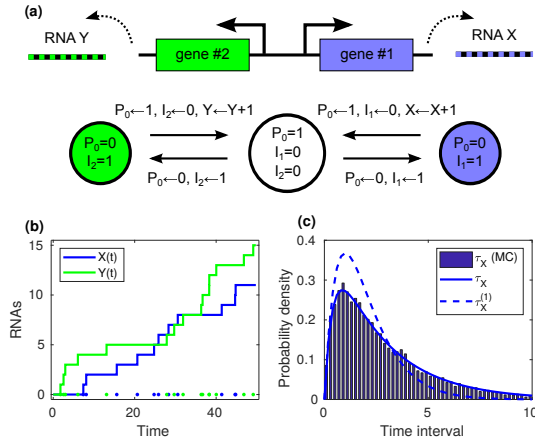 (a)
RNA Y
gene #2
gene #1
RNA X
P₀←1, I₂←0, Y←Y+1
P₀←1, I₁←0, X←X+1
P₀=0
I₂=1
P₀=1
I₁=0
I₂=0
P₀=0
I₁=1
P₀←0, I₂←1
P₀←0, I₁←1
(b)
15
10
5
0
RNAs
X(t)
Y(t)
0
20
40
Time
(c)
0.4
0.3
0.2
0.1
0
Probability density
τ_X (MC)
τ_X
τ_X^(1)
0
5
10
Time interval